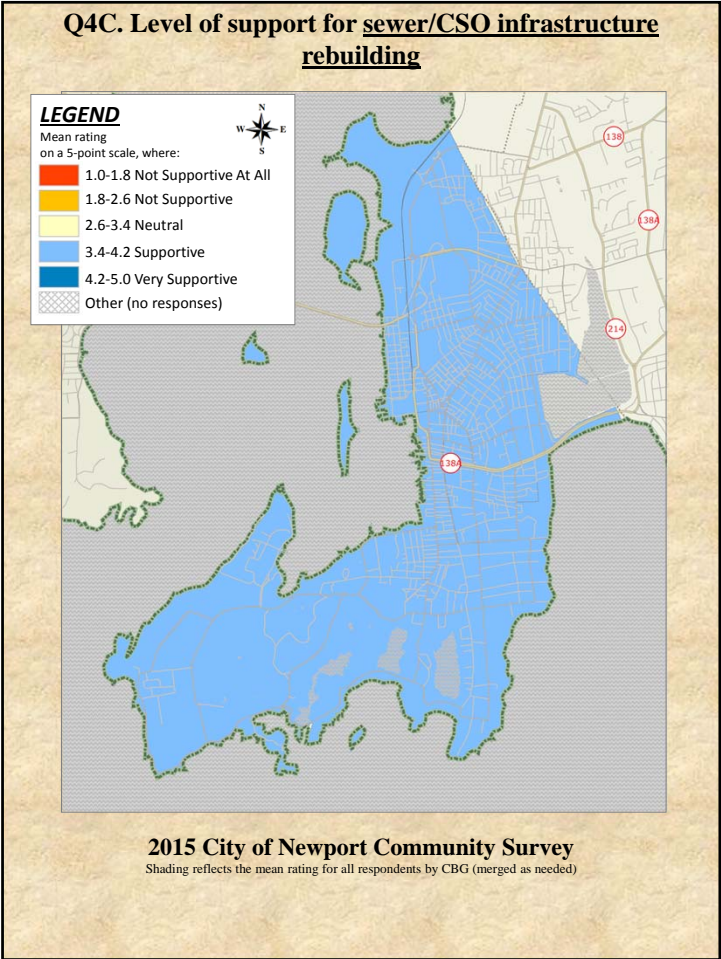 Q4C. Level of support for sewer/CSO infrastructure
rebuilding
LEGEND
Mean rating
on a 5-point scale, where:
N
W E
S
1.0-1.8 Not Supportive At All
1.8-2.6 Not Supportive
2.6-3.4 Neutral
3.4-4.2 Supportive
4.2-5.0 Very Supportive
Other (no responses)
138
138A
214
138A
2015 City of Newport Community Survey
Shading reflects the mean rating for all respondents by CBG (merged as needed)